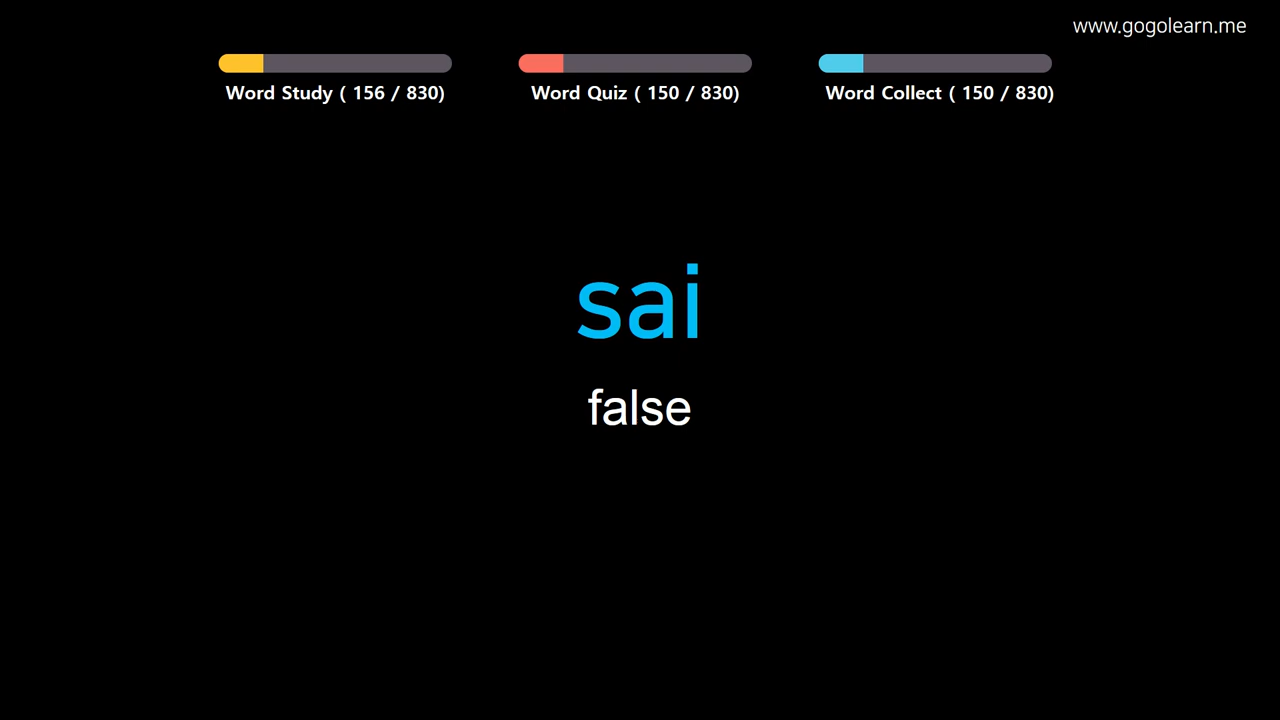 www.gogolearn.me
Word Study ( 156 / 830)
Word Quiz ( 150 / 830)
Word Collect ( 150 / 830)
sai
false